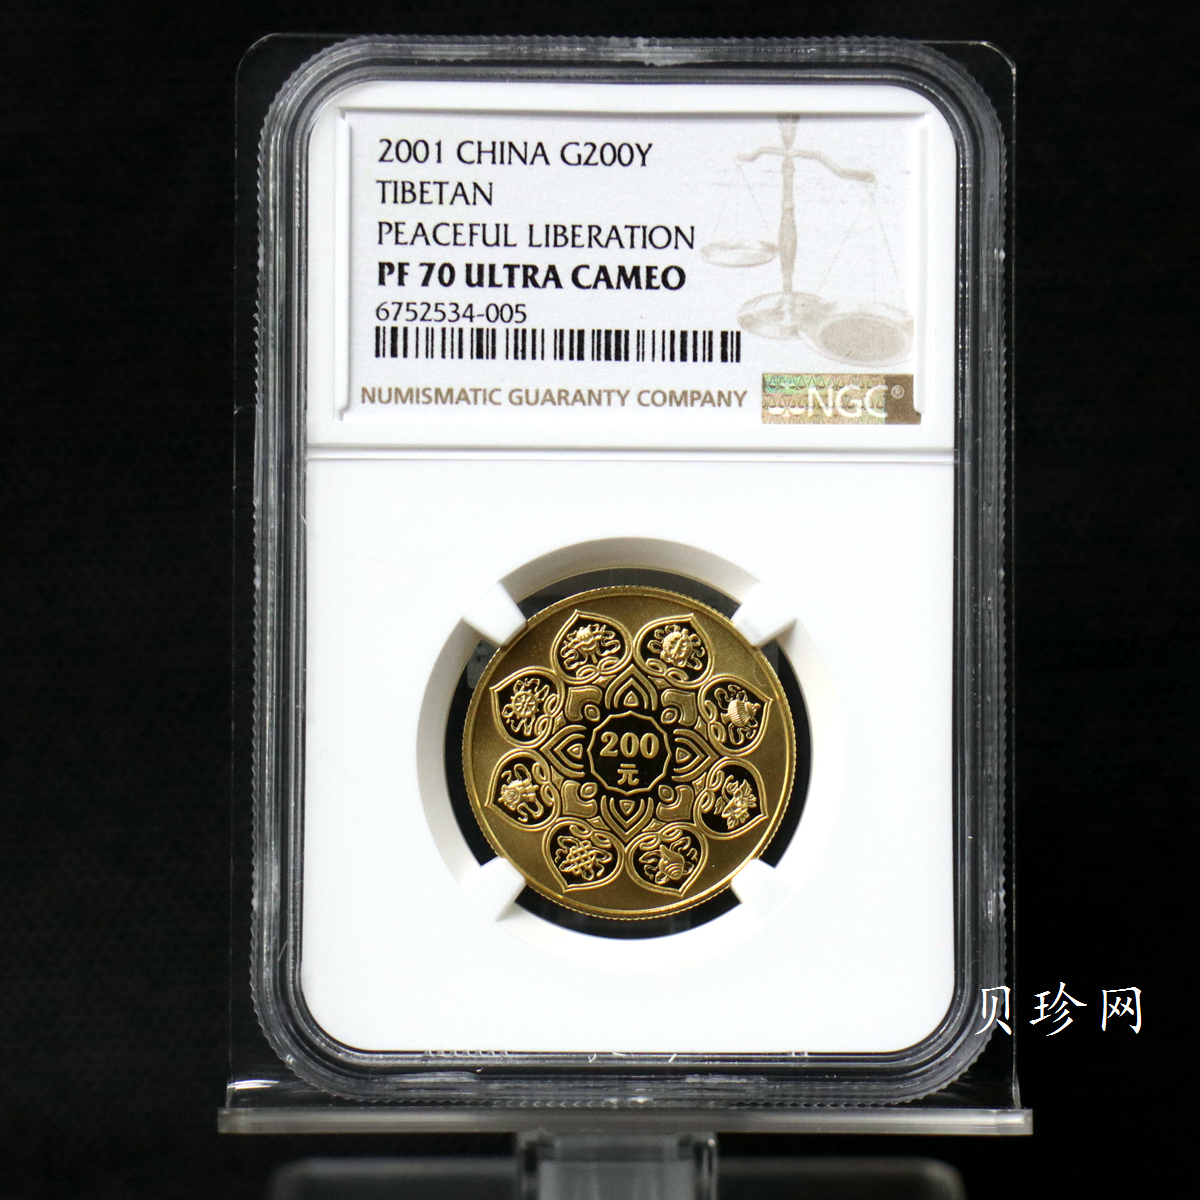 2001 CHINA G200Y
TIBETAN
PEACEFUL LIBERATION
PF 70 ULTRA CAMEO
6752534-005
NUMISMATIC GUARANTY COMPANY
NGC®
200
元
贝珍网